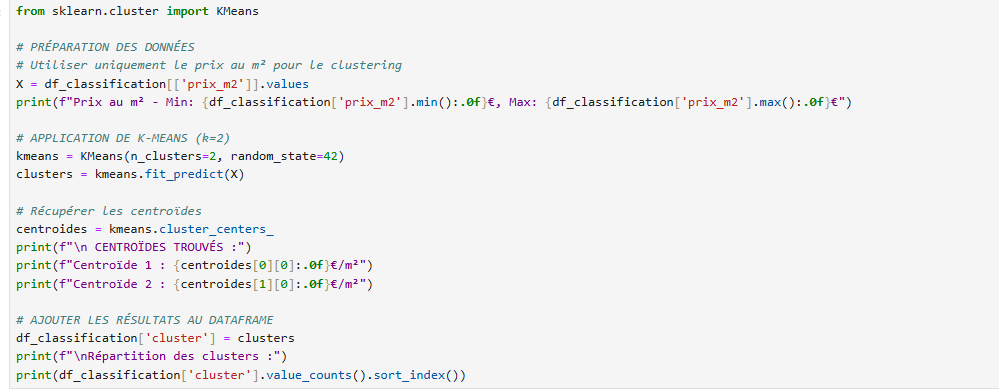 from sklearn.cluster import KMeans
# PRÉPARATION DES DONNÉES
# Utiliser uniquement le prix au m² pour le clustering
X = df_classification[['prix_m2']].values
print(f"Prix au m² - Min: {df_classification['prix_m2'].min():.0f}€, Max: {df_classification['prix_m2'].max():.0f}€")
# APPLICATION DE K-MEANS (k=2)
kmeans = KMeans(n_clusters=2, random_state=42)
clusters = kmeans.fit_predict(X)
# Récupérer les centroïdes
centroides = kmeans.cluster_centers_
print(f"\n CENTROÏDES TROUVÉS :")
print(f"Centroïde 1 : {centroides[0][0]:.0f}€/m²")
print(f"Centroïde 2 : {centroides[1][0]:.0f}€/m²")
# AJOUTER LES RÉSULTATS AU DATAFRAME
df_classification['cluster'] = clusters
print(f"\nRépartition des clusters :")
print(df_classification['cluster'].value_counts().sort_index())